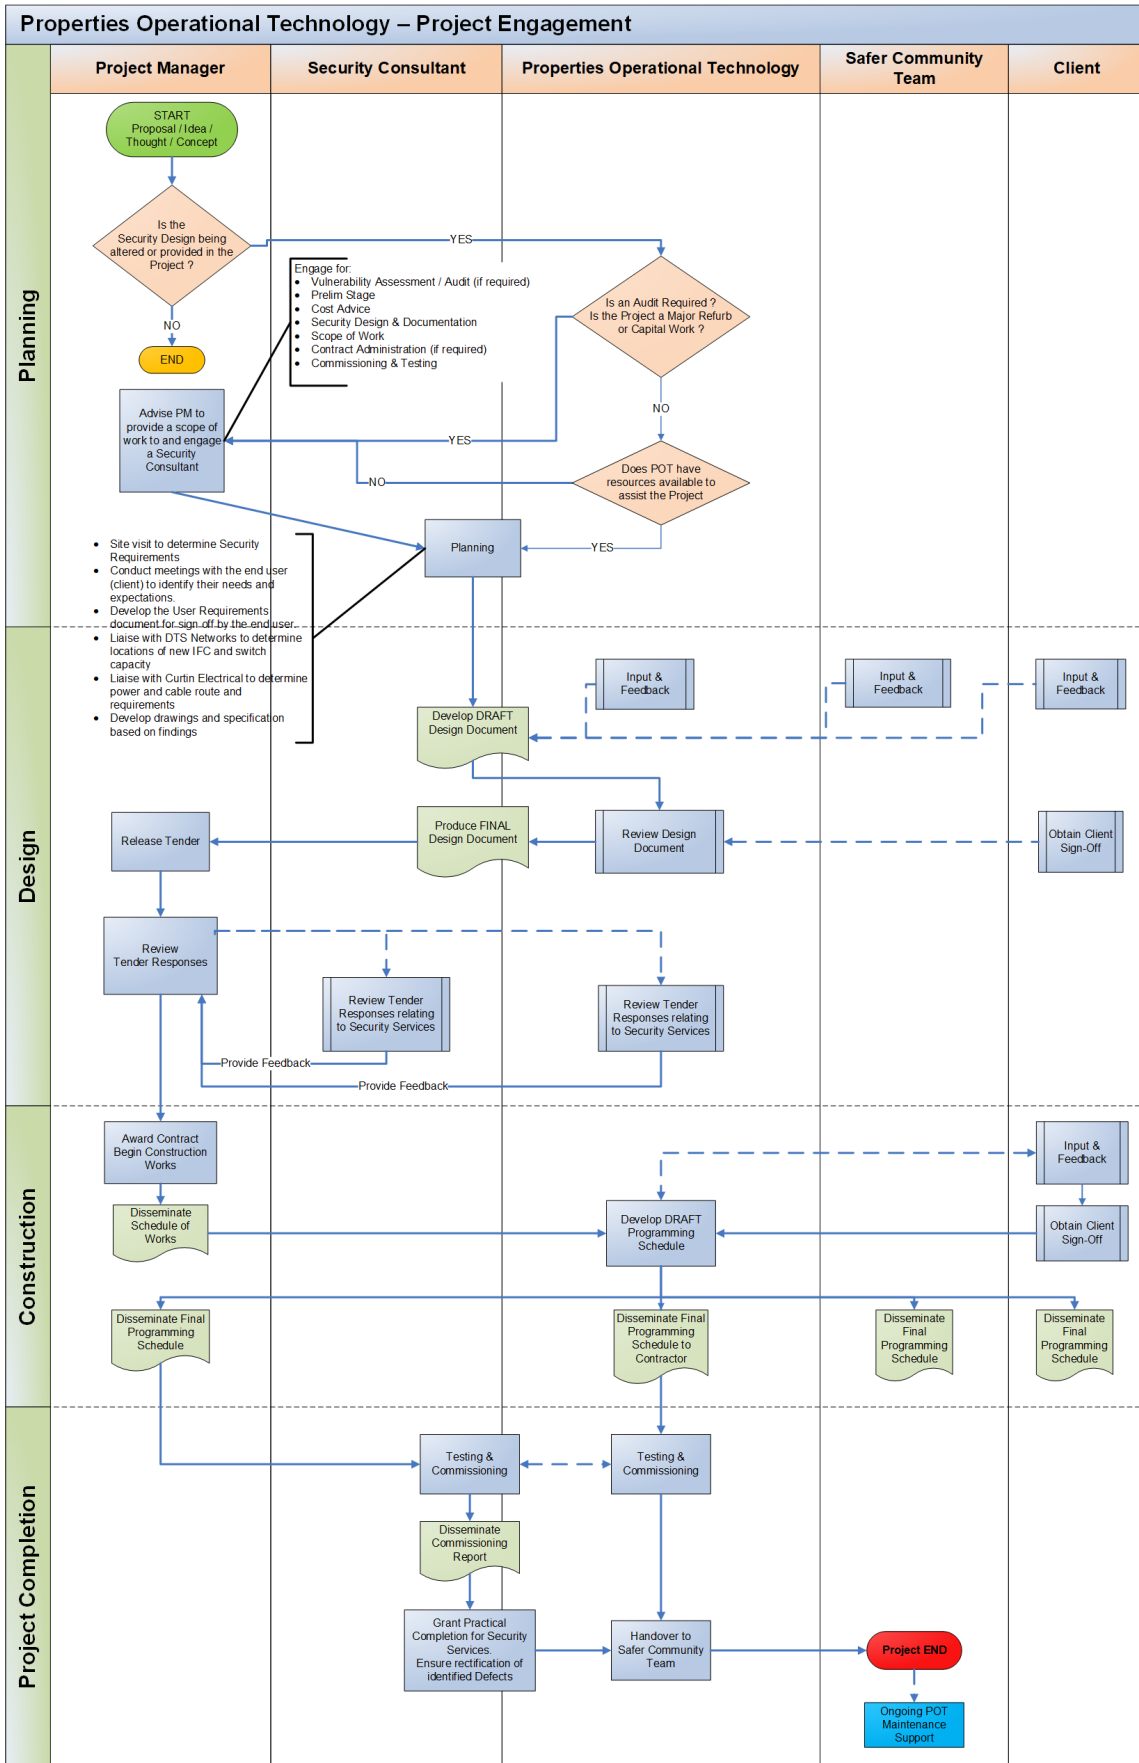 Properties Operational Technology – Project Engagement
Project Manager
Security Consultant
Properties Operational Technology
Safer Community
Team
Client
Planning
START
Proposal / Idea /
Thought / Concept
Is the
Security Design being
altered or provided in the
Project ?
YES
NO
END
Engage for:
• Vulnerability Assessment / Audit (if required)
• Prelim Stage
• Cost Advice
• Security Design & Documentation
• Scope of Work
• Contract Administration (if required)
• Commissioning & Testing
Is an Audit Required ?
Is the Project a Major Refurb
or Capital Work ?
NO
YES
Advise PM to
provide a scope of
work to and engage
a Security
Consultant
Does POT have
resources available to
assist the Project
NO
YES
Planning
• Site visit to determine Security
Requirements
• Conduct meetings with the end user
(client) to identify their needs and
expectations.
• Develop the User Requirements
document for sign off by the end user.
• Liaise with DTS Networks to determine
locations of new IFC and switch
capacity
• Liaise with Curtin Electrical to determine
power and cable route and
requirements
• Develop drawings and specification
based on findings
Design
Input &
Feedback
Input &
Feedback
Input &
Feedback
Develop DRAFT
Design Document
Release Tender
Produce FINAL
Design Document
Review Design
Document
Obtain Client
Sign-Off
Review
Tender Responses
Review Tender
Responses relating
to Security Services
Review Tender
Responses relating
to Security Services
Provide Feedback
Provide Feedback
Construction
Award Contract
Begin Construction
Works
Input &
Feedback
Disseminate
Schedule of
Works
Develop DRAFT
Programming
Schedule
Obtain Client
Sign-Off
Disseminate Final
Programming
Schedule
Disseminate Final
Programming
Schedule to
Contractor
Disseminate
Final
Programming
Schedule
Disseminate
Final
Programming
Schedule
Project Completion
Testing &
Commissioning
Testing &
Commissioning
Disseminate
Commissioning
Report
Grant Practical
Completion for Security
Services.
Ensure rectification of
identified Defects
Handover to
Safer Community
Team
Project END
Ongoing POT
Maintenance
Support